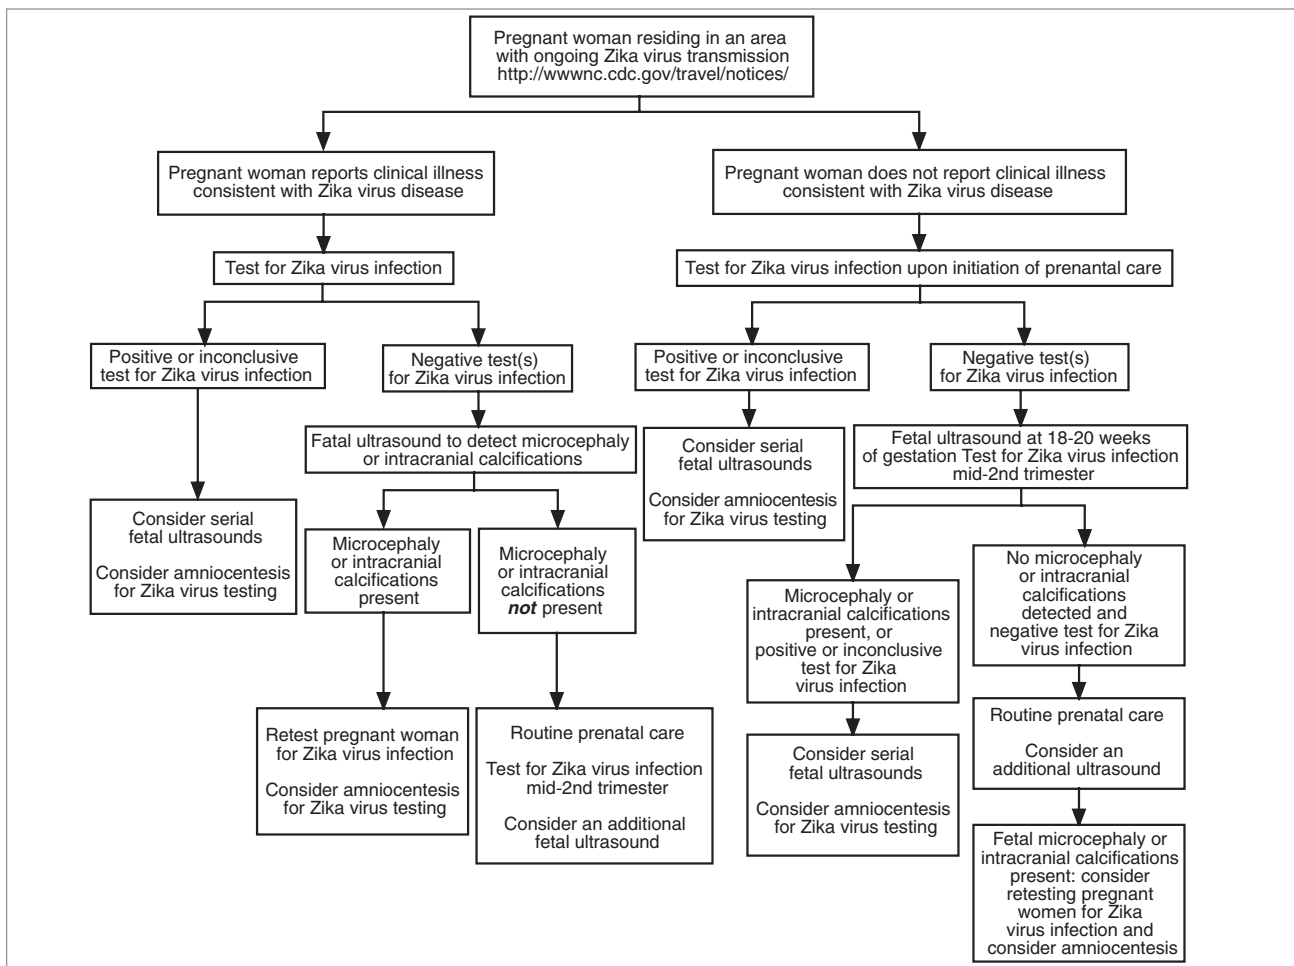 Pregnant woman residing in an area
with ongoing Zika virus transmission
http://wwwnc.cdc.gov/travel/notices/
Pregnant woman reports clinical illness
consistent with Zika virus disease
Pregnant woman does not report clinical illness
consistent with Zika virus disease
Test for Zika virus infection
Test for Zika virus infection upon initiation of prenantal care
Positive or inconclusive
test for Zika virus infection
Negative test(s)
for Zika virus infection
Positive or inconclusive
test for Zika virus infection
Negative test(s)
for Zika virus infection
Fatal ultrasound to detect microcephaly
or intracranial calcifications
Consider serial
fetal ultrasounds
Consider amniocentesis
for Zika virus testing
Fetal ultrasound at 18-20 weeks
of gestation Test for Zika virus infection
mid-2nd trimester
Consider serial
fetal ultrasounds
Consider amniocentesis
for Zika virus testing
Microcephaly
or intracranial
calcifications
present
Microcephaly
or intracranial
calcifications
not present
Microcephaly or
intracranial calcifications
present, or
positive or inconclusive
test for Zika
virus infection
No microcephaly
or intracranial
calcifications
detected and
negative test for Zika
virus infection
Retest pregnant woman
for Zika virus infection
Consider amniocentesis
for Zika virus testing
Routine prenatal care
Test for Zika virus infection
mid-2nd trimester
Consider an additional
fetal ultrasound
Consider serial
fetal ultrasounds
Consider amniocentesis
for Zika virus testing
Routine prenatal care
Consider an
additional ultrasound
Fetal microcephaly or
intracranial calcifications
present: consider
retesting pregnant
women for Zika
virus infection and
consider amniocentesis